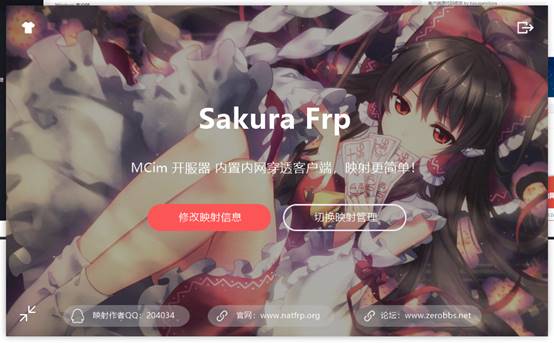 Sakura Frp
MCim 开服器 内置内网穿透客户端，映射更简单！
修改映射信息
切换映射管理
映射作者QQ：204034
官网：www.natfrp.org
论坛：www.zerobbs.net